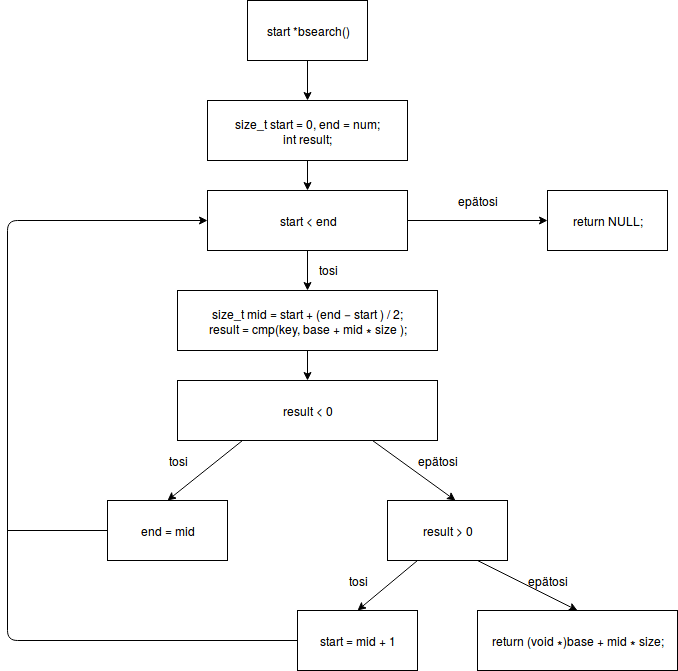 start *bsearch()
size_t start = 0, end = num;
int result;
start < end
epätosi
return NULL;
tosi
size_t mid = start + (end − start ) / 2;
result = cmp(key, base + mid * size );
result < 0
tosi
epätosi
end = mid
result > 0
tosi
epätosi
start = mid + 1
return (void *)base + mid * size;